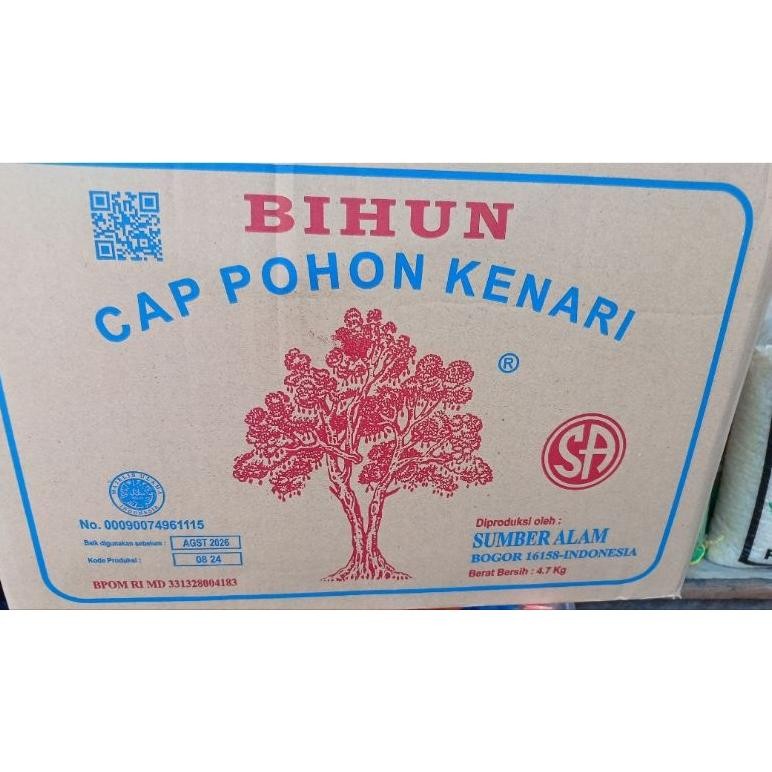 BIHUN
CAP POHON KENARI
®
SA
No. 00090074961115
Baik digunakan sebelum : AGST 2026
Kode Produksi : 08 24
BPOM RI MD 331328004183
Diproduksi oleh :
SUMBER ALAM
BOGOR 16158-INDONESIA
Berat Bersih : 4.7 Kg